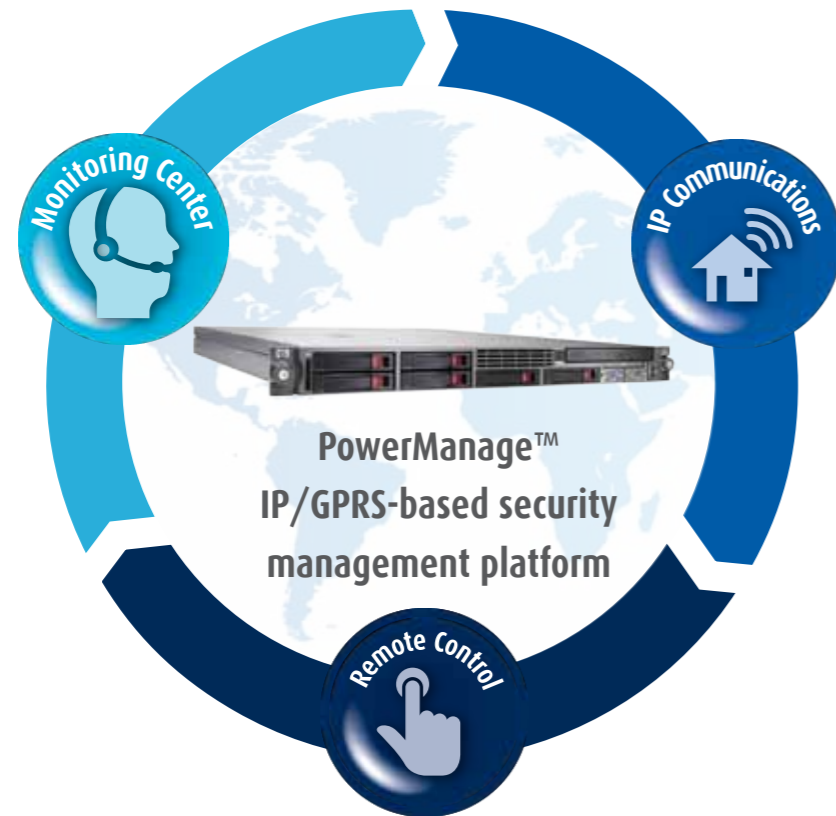 Monitoring Center
IP Communications
PowerManage™
IP/GPRS-based security
management platform
Remote Control